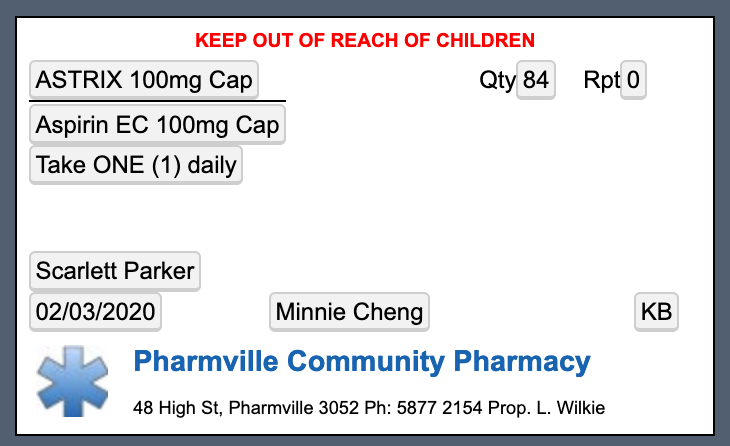 KEEP OUT OF REACH OF CHILDREN
ASTRIX 100mg Cap Qty 84 Rpt 0
Aspirin EC 100mg Cap
Take ONE (1) daily
Scarlett Parker
02/03/2020 Minnie Cheng KB
Pharmville Community Pharmacy
48 High St, Pharmville 3052 Ph: 5877 2154 Prop. L. Wilkie